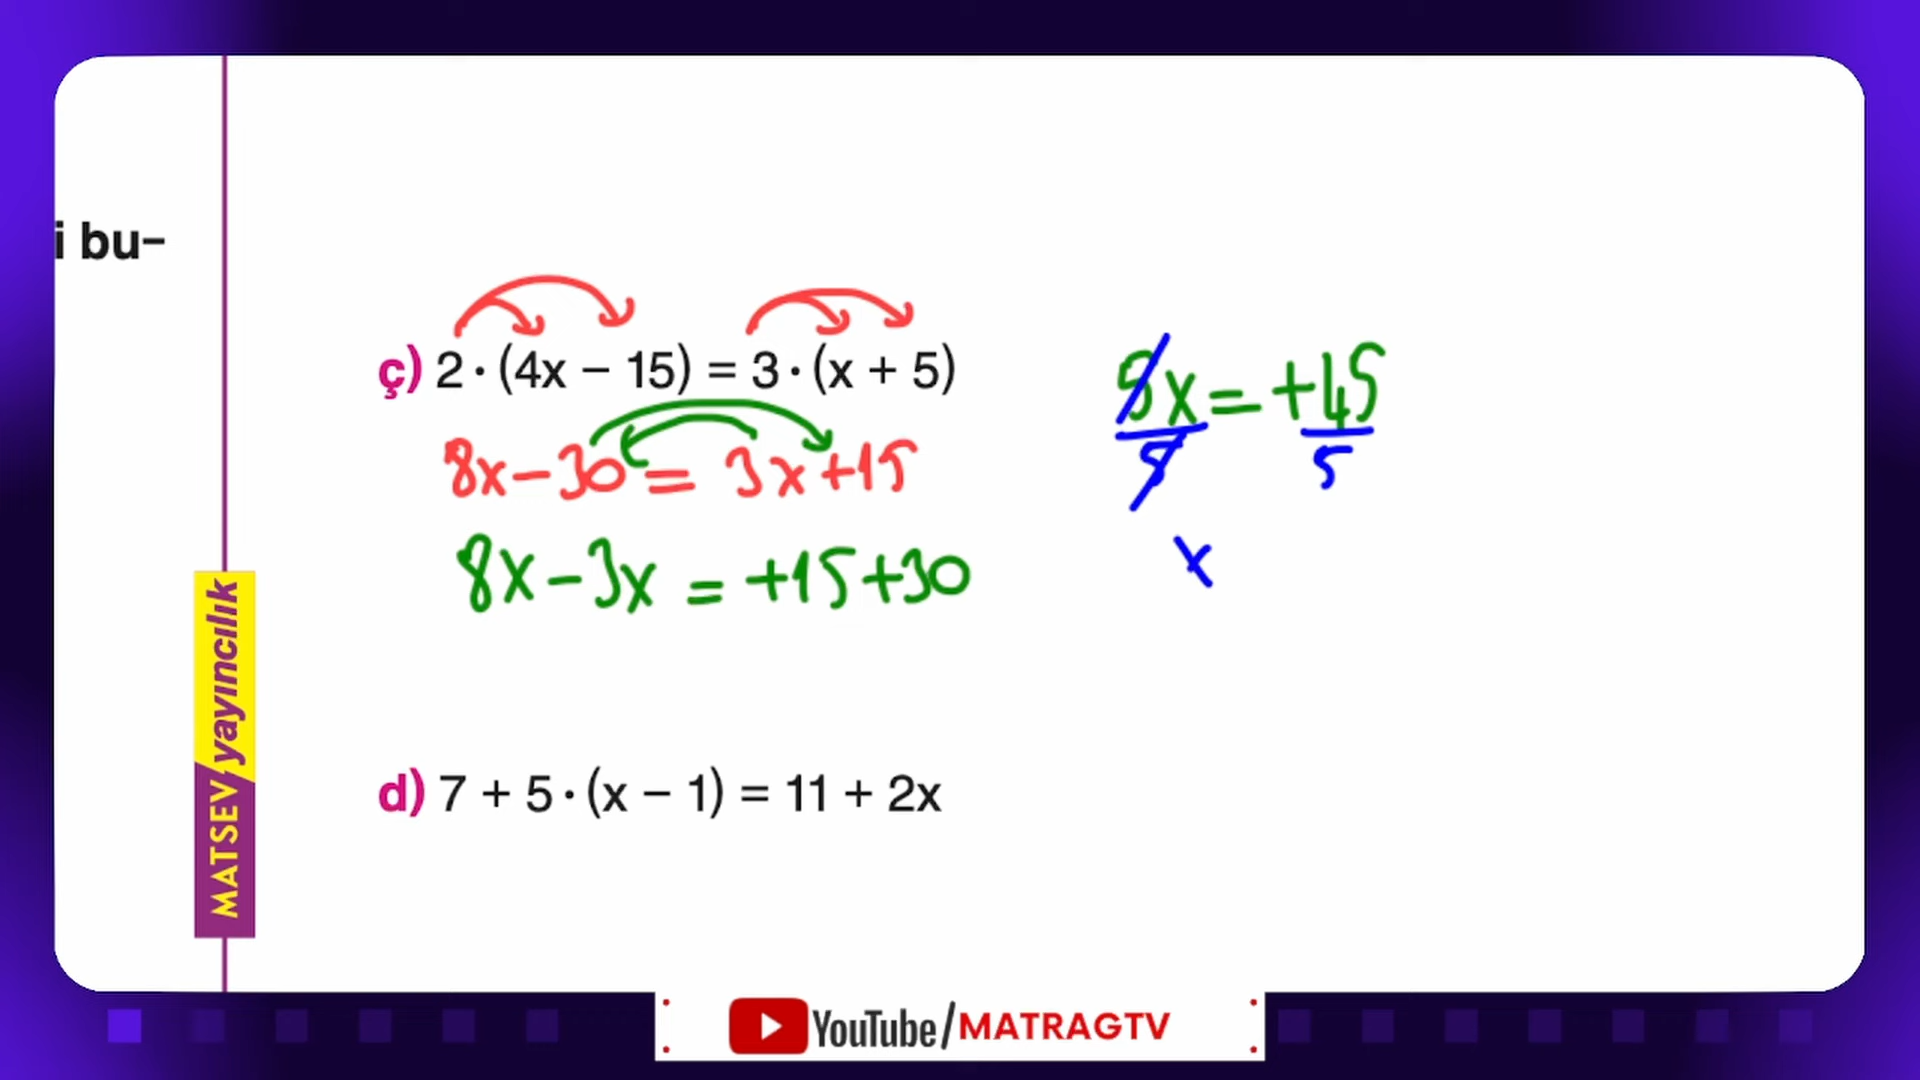 i bu-
ç) 2 · (4x − 15) = 3 · (x + 5)
8x-30 = 3x+15
8x-3x = +15+30
5x = +45
5 5
x
d) 7 + 5 · (x − 1) = 11 + 2x
MATSEV yayıncılık
YouTube/MATRAGTV